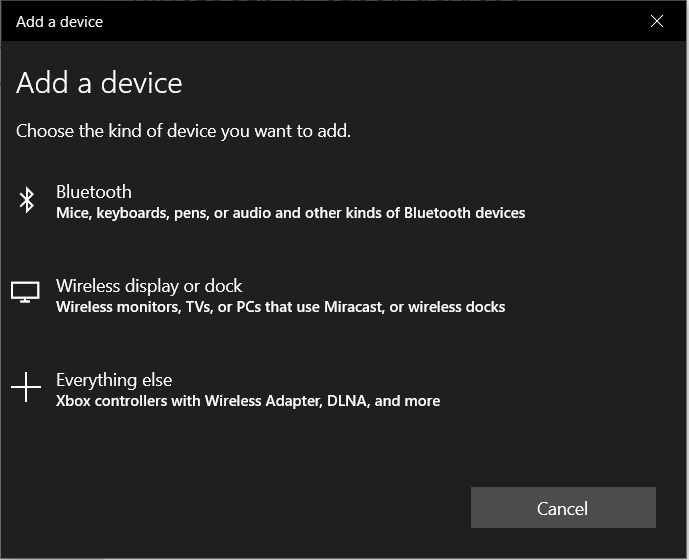 Add a device
Add a device
Choose the kind of device you want to add.
Bluetooth
Mice, keyboards, pens, or audio and other kinds of Bluetooth devices
Wireless display or dock
Wireless monitors, TVs, or PCs that use Miracast, or wireless docks
Everything else
Xbox controllers with Wireless Adapter, DLNA, and more
Cancel